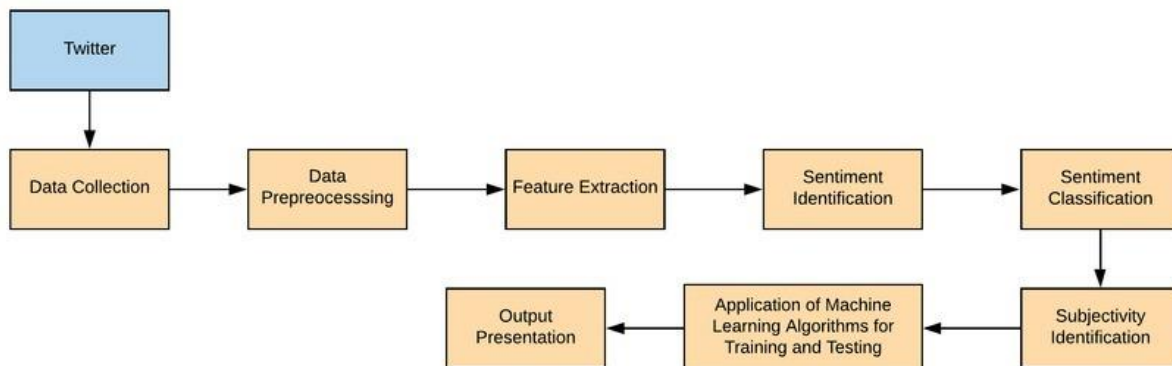 Twitter
Data Collection
Data
Prepreocesssing
Feature Extraction
Sentiment
Identification
Sentiment
Classification
Subjectivity
Identification
Application of Machine
Learning Algorithms for
Training and Testing
Output
Presentation